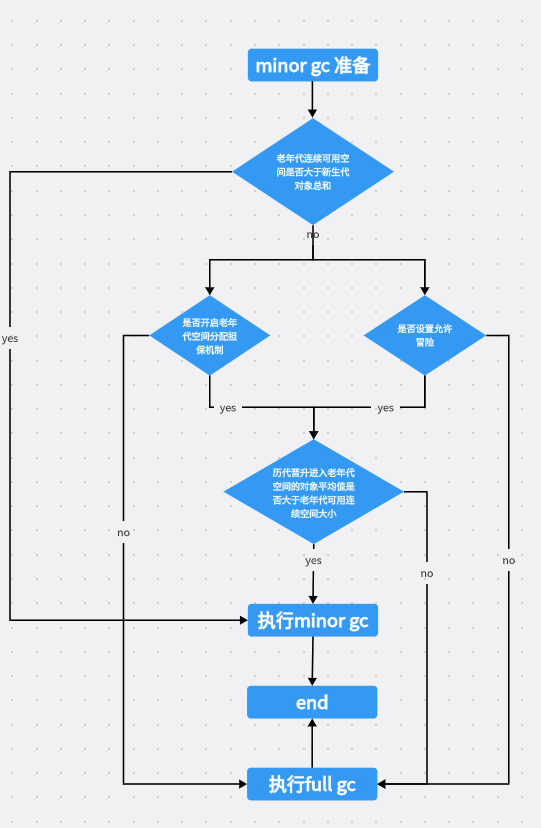 minor gc 准备
老年代连续可用空
间是否大于新生代
对象总和
no
yes
是否开启老年
代空间分配担
保机制
是否设置允许
冒险
yes
yes
历代晋升进入老年代
空间的对象平均值是
否大于老年代可用连
续空间大小
no
yes
no
no
执行minor gc
end
执行full gc